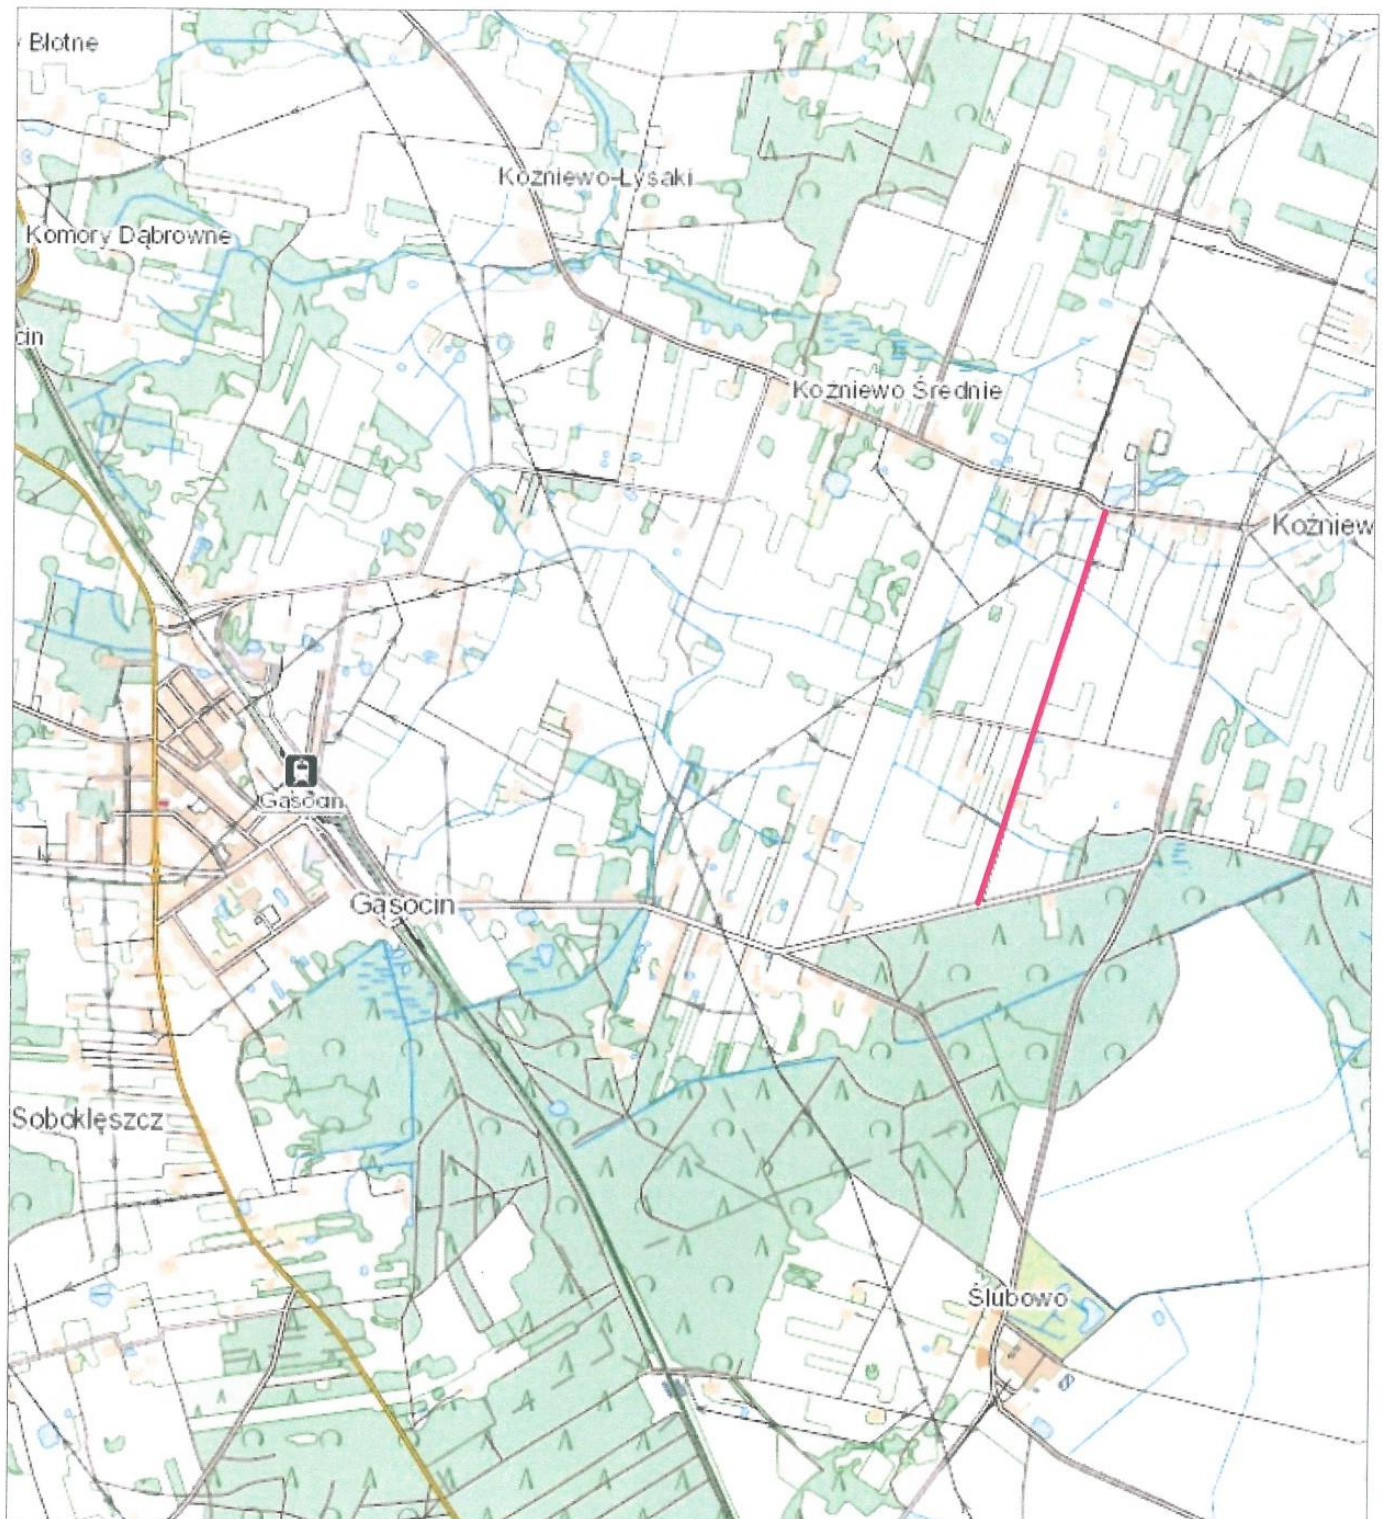 Błotne
Koźniewo-Łysaki
Komory Dąbrowne
cin
Koźniewo Średnie
Koźniew
Gąsocin
Gąsocin
Soboklęszcz
Ślubowo